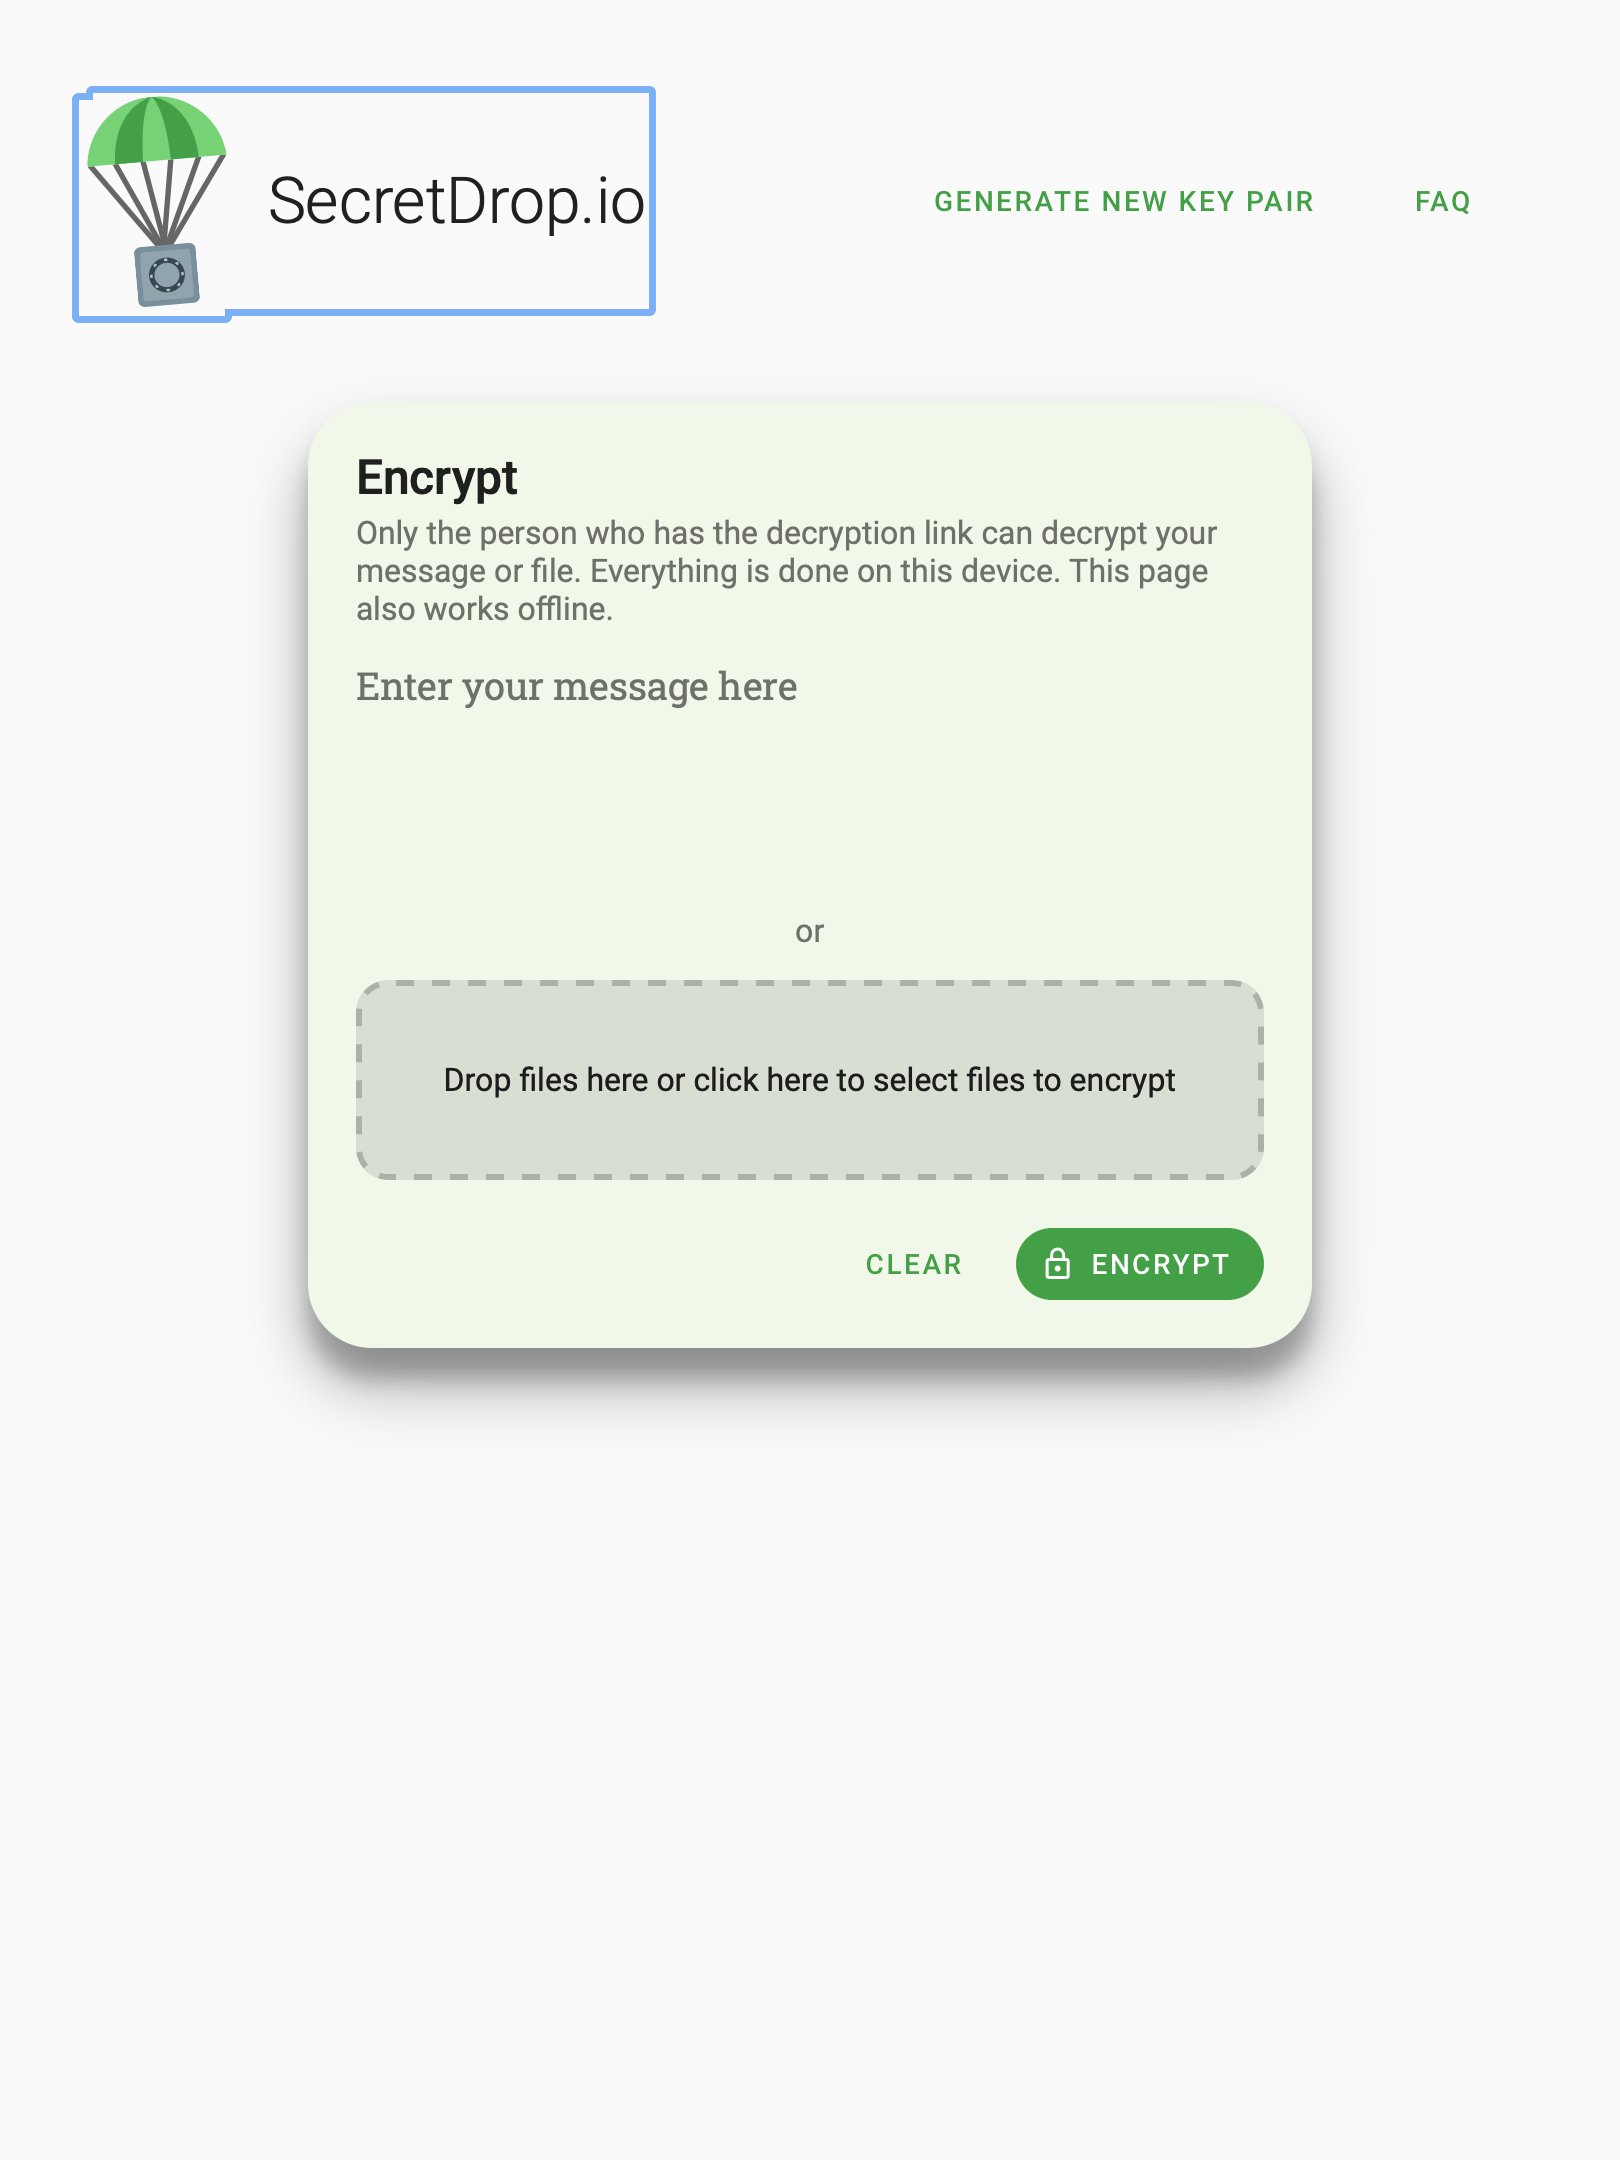 SecretDrop.io
GENERATE NEW KEY PAIR
FAQ
Encrypt
Only the person who has the decryption link can decrypt your
message or file. Everything is done on this device. This page
also works offline.
Enter your message here
or
Drop files here or click here to select files to encrypt
CLEAR
ENCRYPT